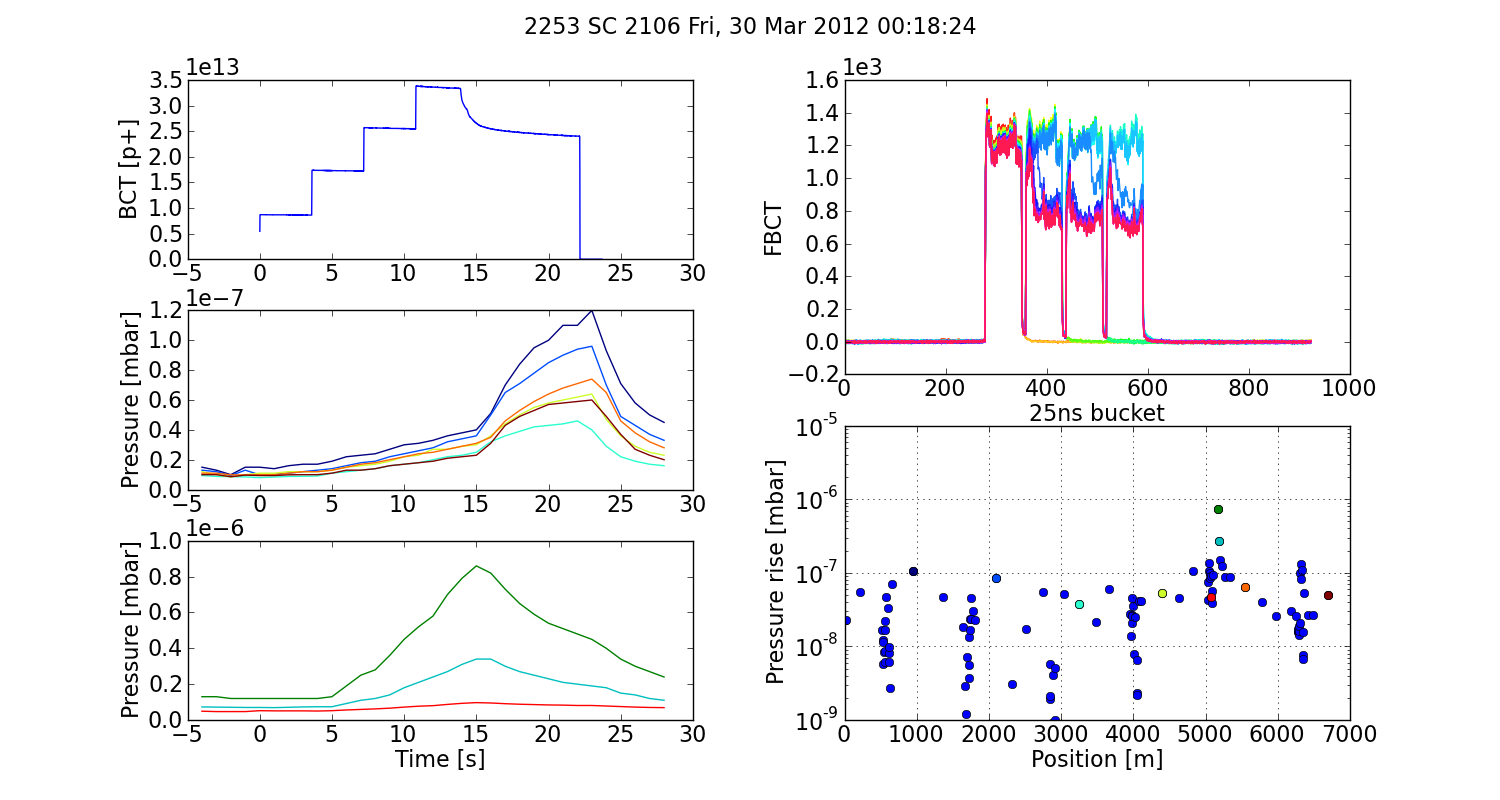 2253 SC 2106 Fri, 30 Mar 2012 00:18:24
1e13
3.5
3.0
2.5
2.0
1.5
1.0
0.5
0.0
BCT [p+]
−5 0 5 10 15 20 25 30
1e−7
1.2
1.0
0.8
0.6
0.4
0.2
0.0
Pressure [mbar]
−5 0 5 10 15 20 25 30
1e−6
1.0
0.8
0.6
0.4
0.2
0.0
Pressure [mbar]
−5 0 5 10 15 20 25 30
Time [s]
1e3
1.6
1.4
1.2
1.0
0.8
0.6
0.4
0.2
0.0
−0.2
FBCT
0 200 400 600 800 1000
25ns bucket
10-5
10-6
10-7
10-8
10-9
Pressure rise [mbar]
0 1000 2000 3000 4000 5000 6000 7000
Position [m]